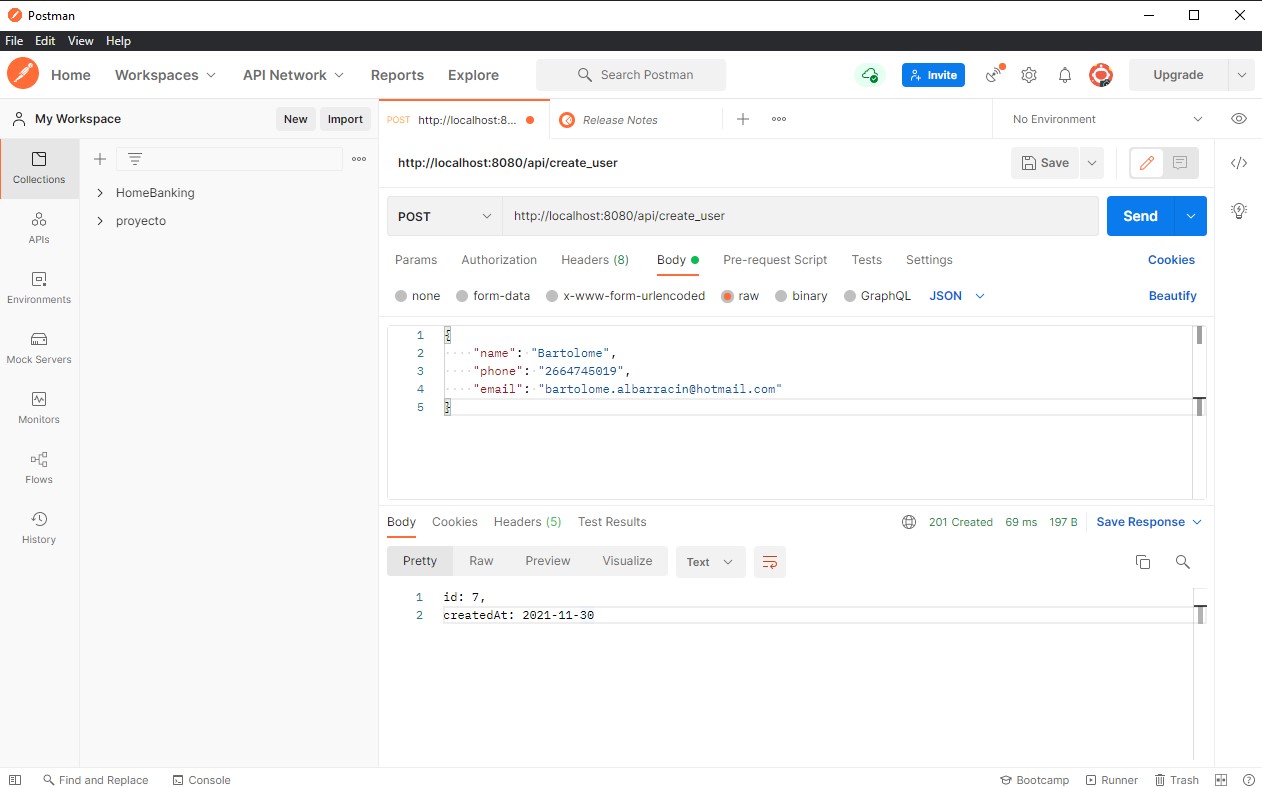 Postman
File Edit View Help
Home Workspaces API Network Reports Explore Search Postman Invite Upgrade
My Workspace New Import POST http://localhost:8... Release Notes No Environment
Collections
APIs
Environments
Mock Servers
Monitors
Flows
History
HomeBanking
proyecto
http://localhost:8080/api/create_user Save
POST http://localhost:8080/api/create_user Send
Params Authorization Headers (8) Body Pre-request Script Tests Settings Cookies
none form-data x-www-form-urlencoded raw binary GraphQL JSON Beautify
1 {
2 "name": "Bartolome",
3 "phone": "2664745019",
4 "email": "bartolome.albarracin@hotmail.com"
5 }
Body Cookies Headers (5) Test Results 201 Created 69 ms 197 B Save Response
Pretty Raw Preview Visualize Text
1 id: 7,
2 createdAt: 2021-11-30
Find and Replace Console Bootcamp Runner Trash